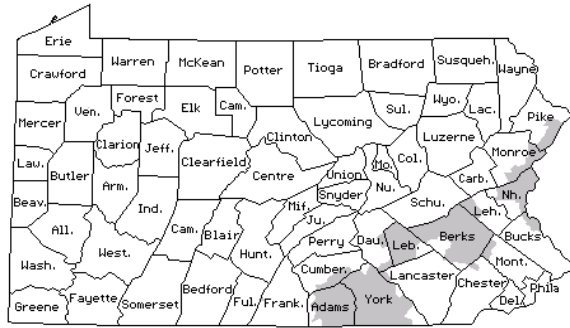 Erie
Crauford
Warren
McKean
Potter
Tioga
Bradford
Susqueh.
Wayne
Mercer
Ven.
Forest
Elk
Cam.
Lycoming
Sul.
Wyo.
Lac.
Pike
Clarion
Jeff.
Clearfield
Clinton
Centre
Union
Mo.
Col.
Luzerne
Monroe
Law.
Butler
Arm.
Snyder
Nu.
Carb.
Nh.
Beav.
Ind.
Mif.
Ju.
Schu.
Leh.
All.
West.
Cam.
Blair
Hunt.
Perry
Dau.
Leb.
Berks
Bucks
Wash.
Cumber.
Lancaster
Mont.
Greene
Fayette
Somerset
Bedford
Ful.
Frank.
Adams
York
Chester
Del.
Phila